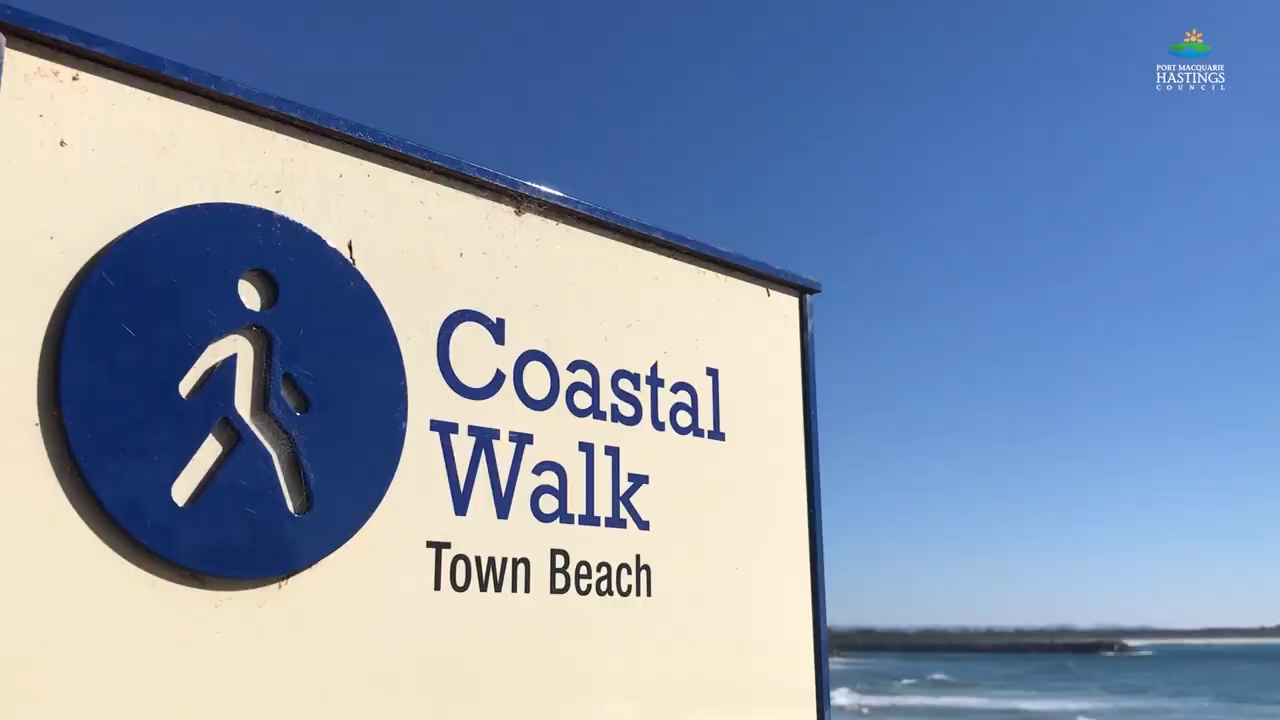 PORT MACQUARIE
HASTINGS
COUNCIL
Coastal
Walk
Town Beach